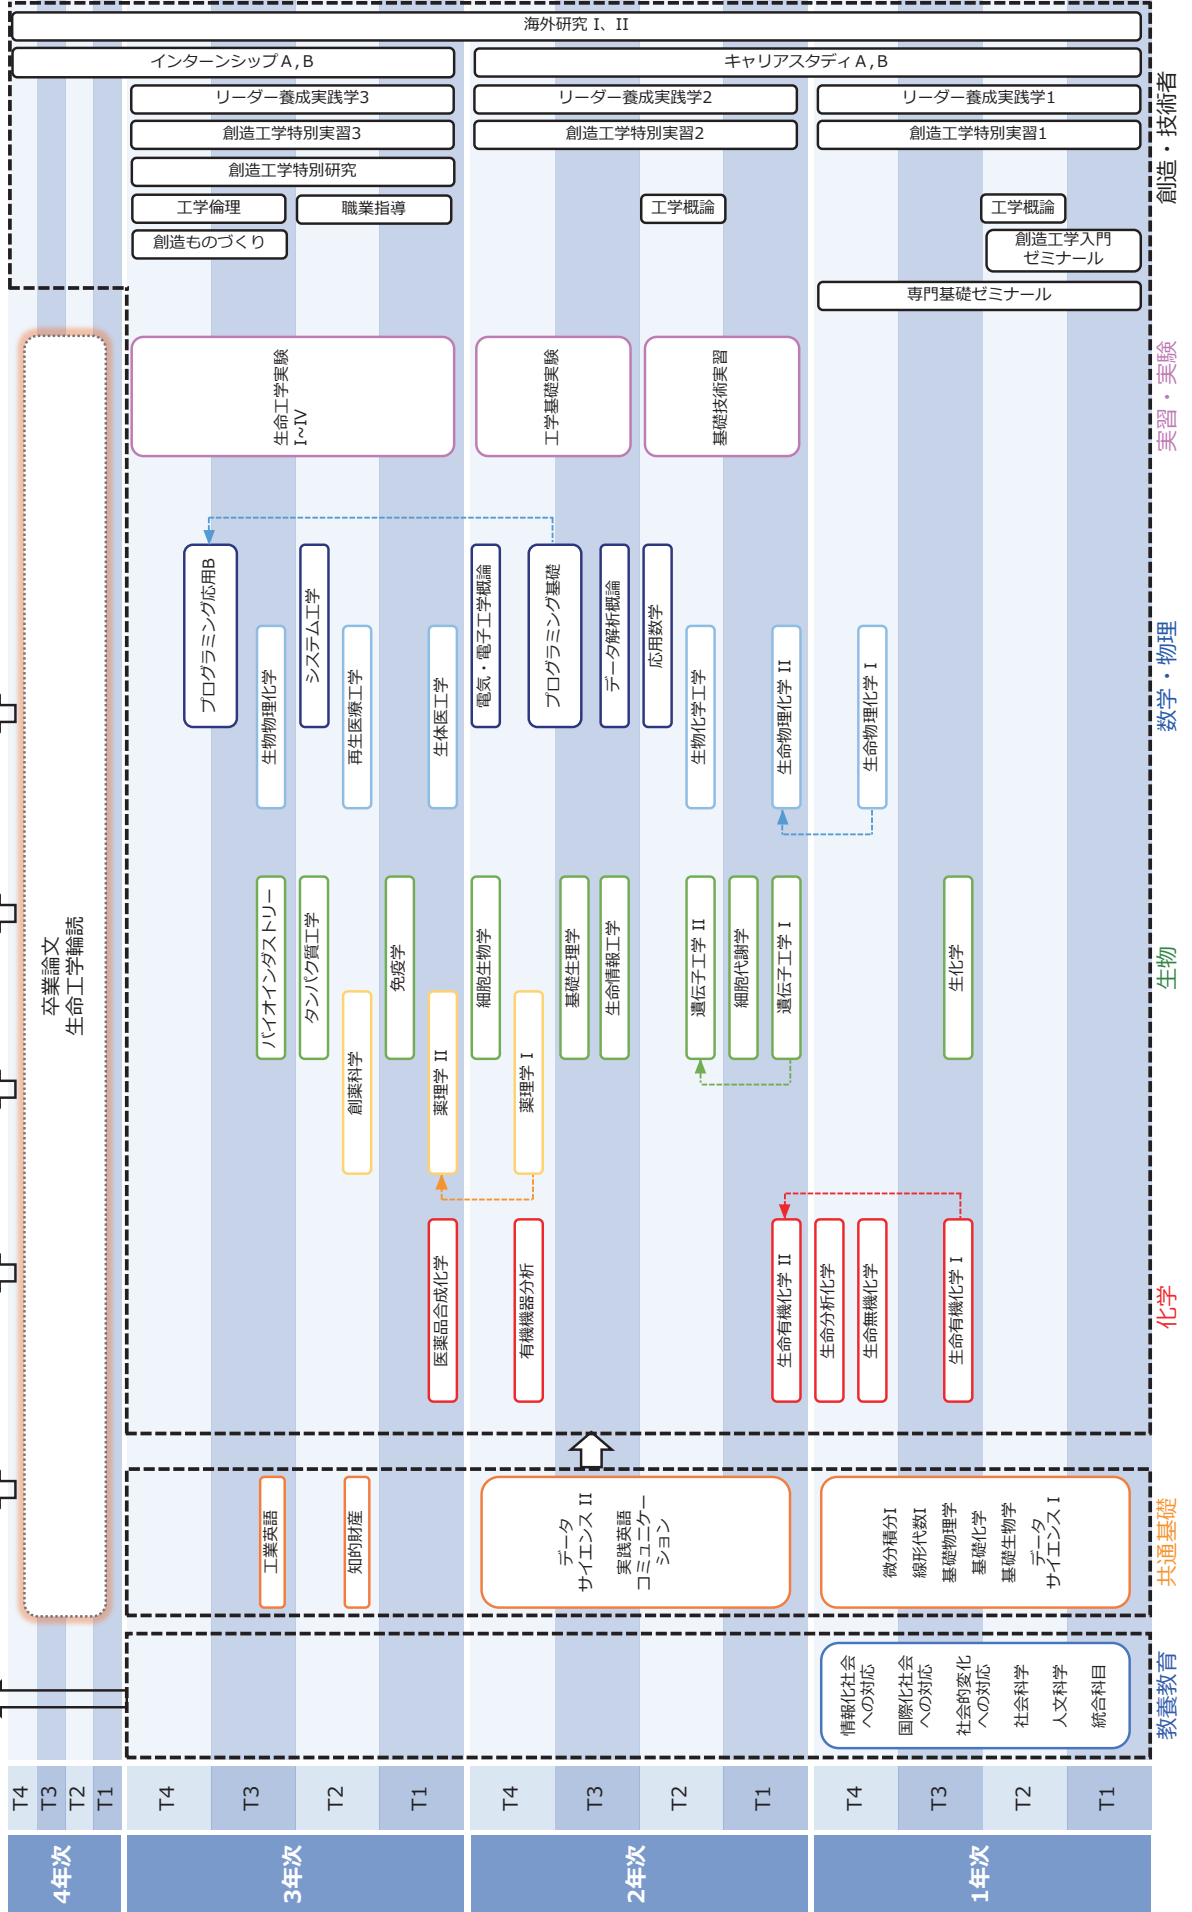 海外研究 I、II
インターンシップ A , B
キャリアスタディ A , B
リーダー養成実践学3
リーダー養成実践学2
リーダー養成実践学1
創造工学特別実習3
創造工学特別実習2
創造工学特別実習1
創造工学特別研究
工学倫理
職業指導
工学概論
工学概論
創造ものづくり
創造工学入門
ゼミナール
専門基礎ゼミナール
創造・技術者
生命工学実験
I~IV
工学基礎実験
基礎技術実習
実習・実験
プログラミング応用B
システム工学
電気・電子工学概論
プログラミング基礎
データ解析概論
応用数学
生物物理化学
再生医療工学
生体医工学
生物化学工学
生命物理化学 II
生命物理化学 I
数学・物理
卒業論文
生命工学輪読
バイオインダストリー
タンパク質工学
免疫学
細胞生物学
基礎生理学
生命情報工学
遺伝子工学 II
細胞代謝学
遺伝子工学 I
生化学
生物
創薬科学
薬理学 II
薬理学 I
医薬品合成化学
有機機器分析
生命有機化学 II
生命分析化学
生命無機化学
生命有機化学 I
化学
工業英語
知的財産
データ
サイエンス II
実践英語
コミュニケー
ション
微分積分I
線形代数I
基礎物理学
基礎化学
基礎生物学
データ
サイエンス I
共通基礎
情報化社会
への対応
国際化社会
への対応
社会的変化
への対応
社会科学
人文科学
統合科目
教養教育
T4
T3
T2
T1
T4
T3
T2
T1
T4
T3
T2
T1
T4
T3
T2
T1
4年次
3年次
2年次
1年次